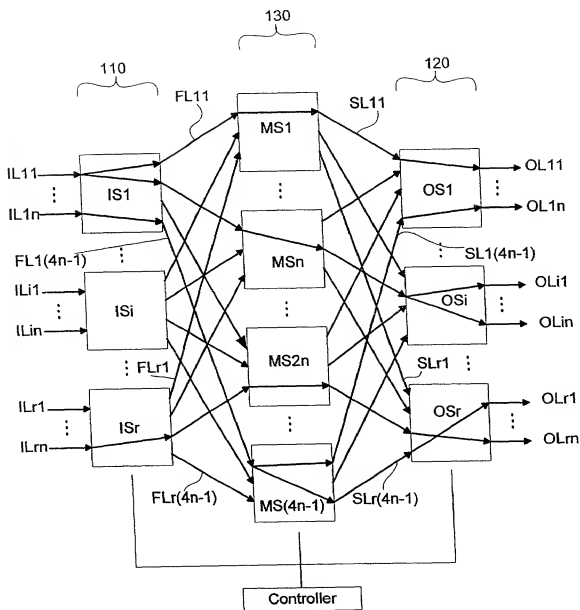 130
110
120
FL11
SL11
MS1
IL11
IS1
OS1
OL11
IL1n
OL1n
FL1(4n-1)
MSn
SL1(4n-1)
ILi1
ISi
OSi
OLi1
ILin
OLin
FLr1
MS2n
SLr1
ILr1
ISr
OSr
OLr1
ILrn
OLrn
FLr(4n-1)
MS(4n-1)
SLr(4n-1)
Controller